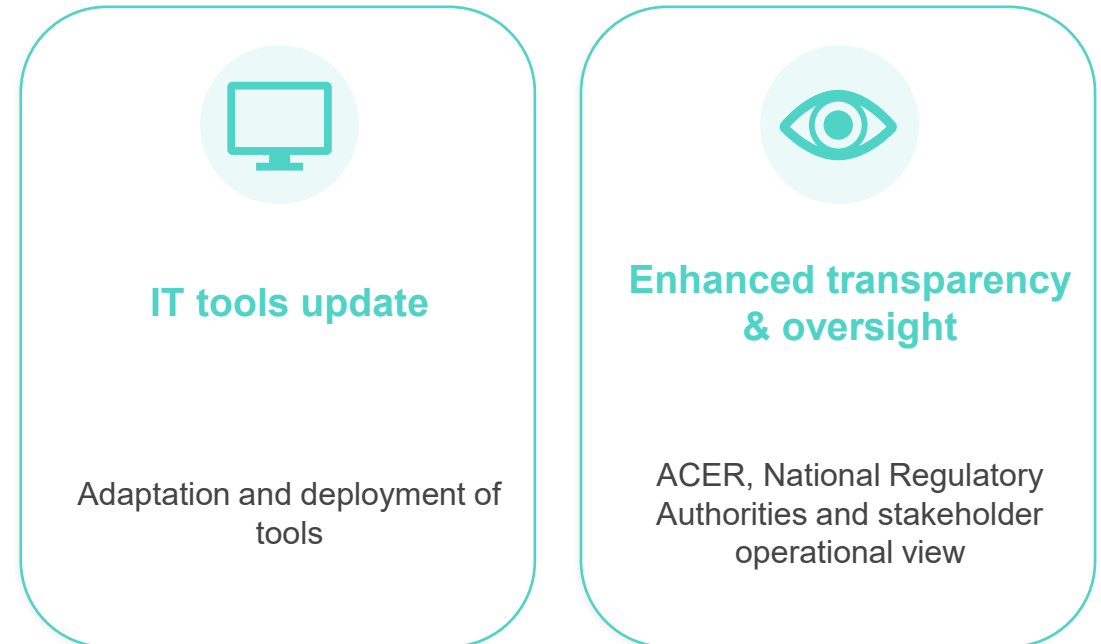 IT tools update
Adaptation and deployment of
tools
Enhanced transparency
& oversight
ACER, National Regulatory
Authorities and stakeholder
operational view